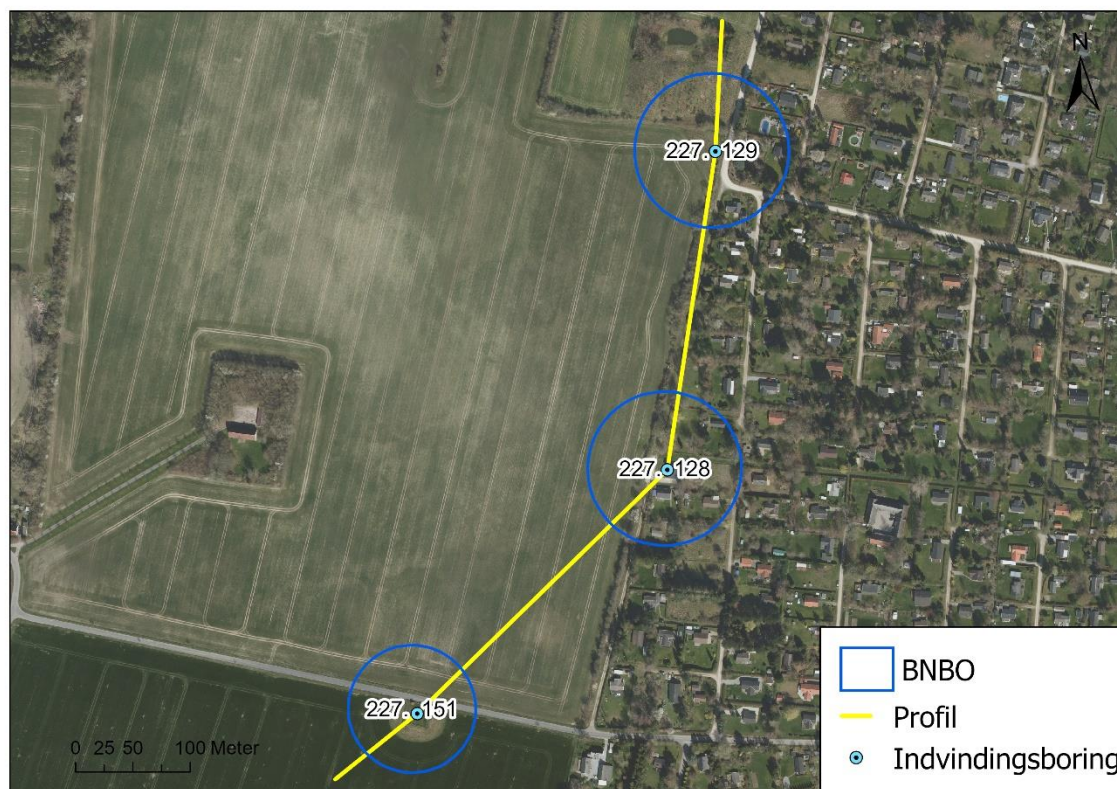 N
227. 129
227. 128
227. 151
0 25 50 100 Meter
BNBO
Profil
Indvindingsboring